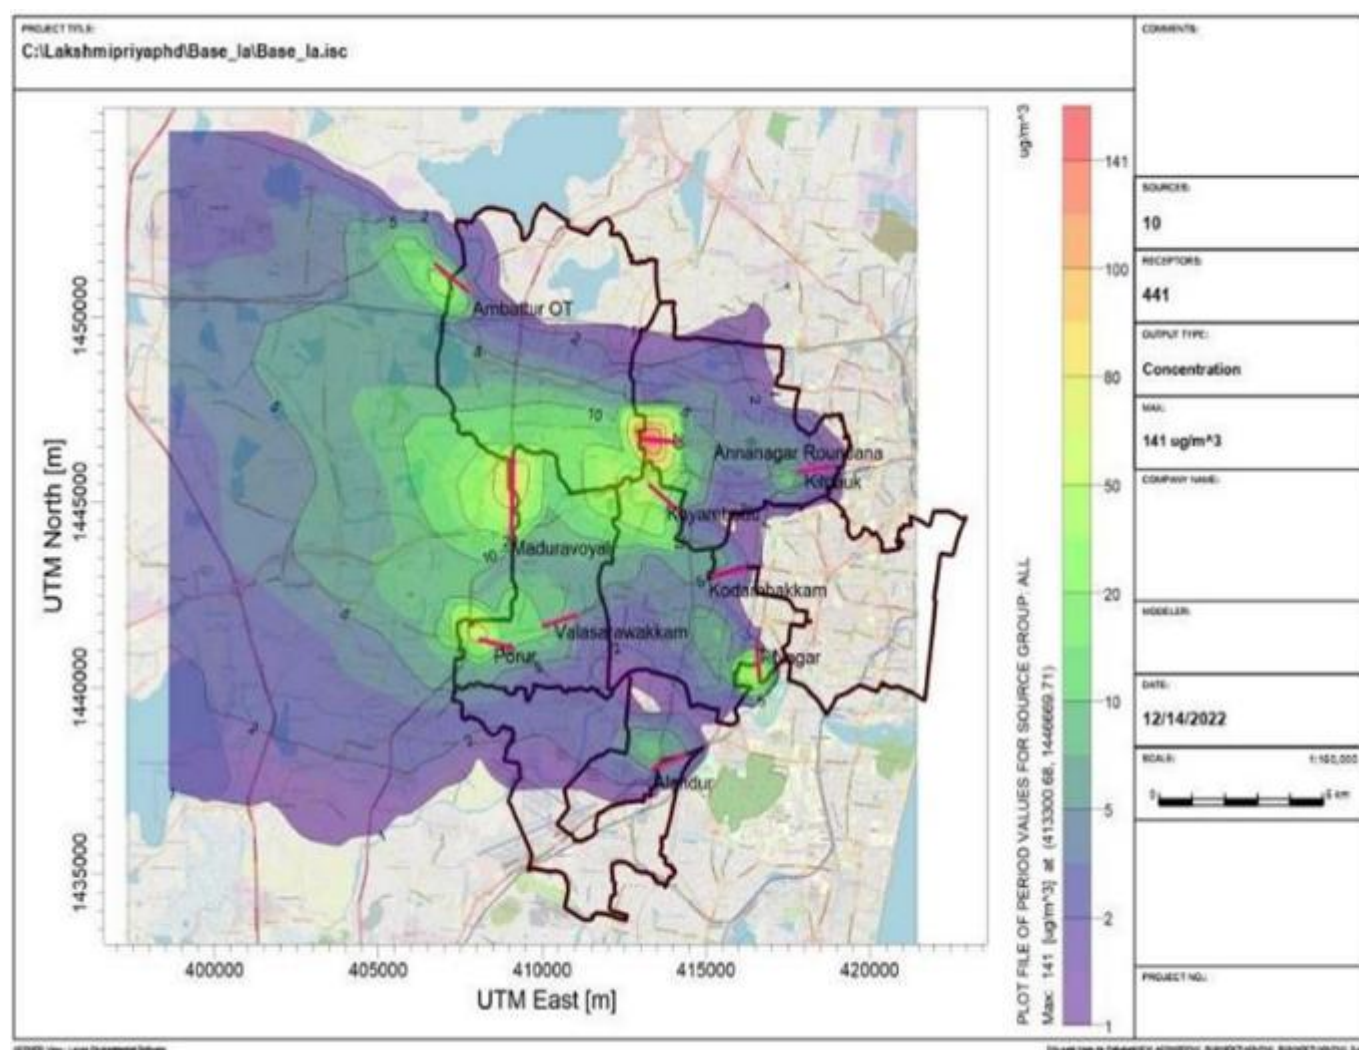 PROJECT TITLE:
C:\Lakshmipriyaphd\Base_la\Base_la.isc
COMMENTS:
SOURCES:
10
RECEPTORS:
441
OUTPUT TYPE:
Concentration
MAX:
141 ug/m^3
COMPANY NAME:
MODELER:
DATE:
12/14/2022
SCALE:
1:160,000
0
5 km
PROJECT NO.:
UTM North [m]
1450000
1445000
1440000
1435000
UTM East [m]
400000
405000
410000
415000
420000
Ambattur OT
Annanagar Roundana
Kilpauk
Koyambedu
Maduravoyal
Kodambakkam
Valasarawakkam
Porur
Nagar
Alandur
ug/m^3
141
100
80
50
20
10
5
2
1
PLOT FILE OF PERIOD VALUES FOR SOURCE GROUP: ALL
Max: 141 [ug/m^3] at (413300.68, 1446669.71)